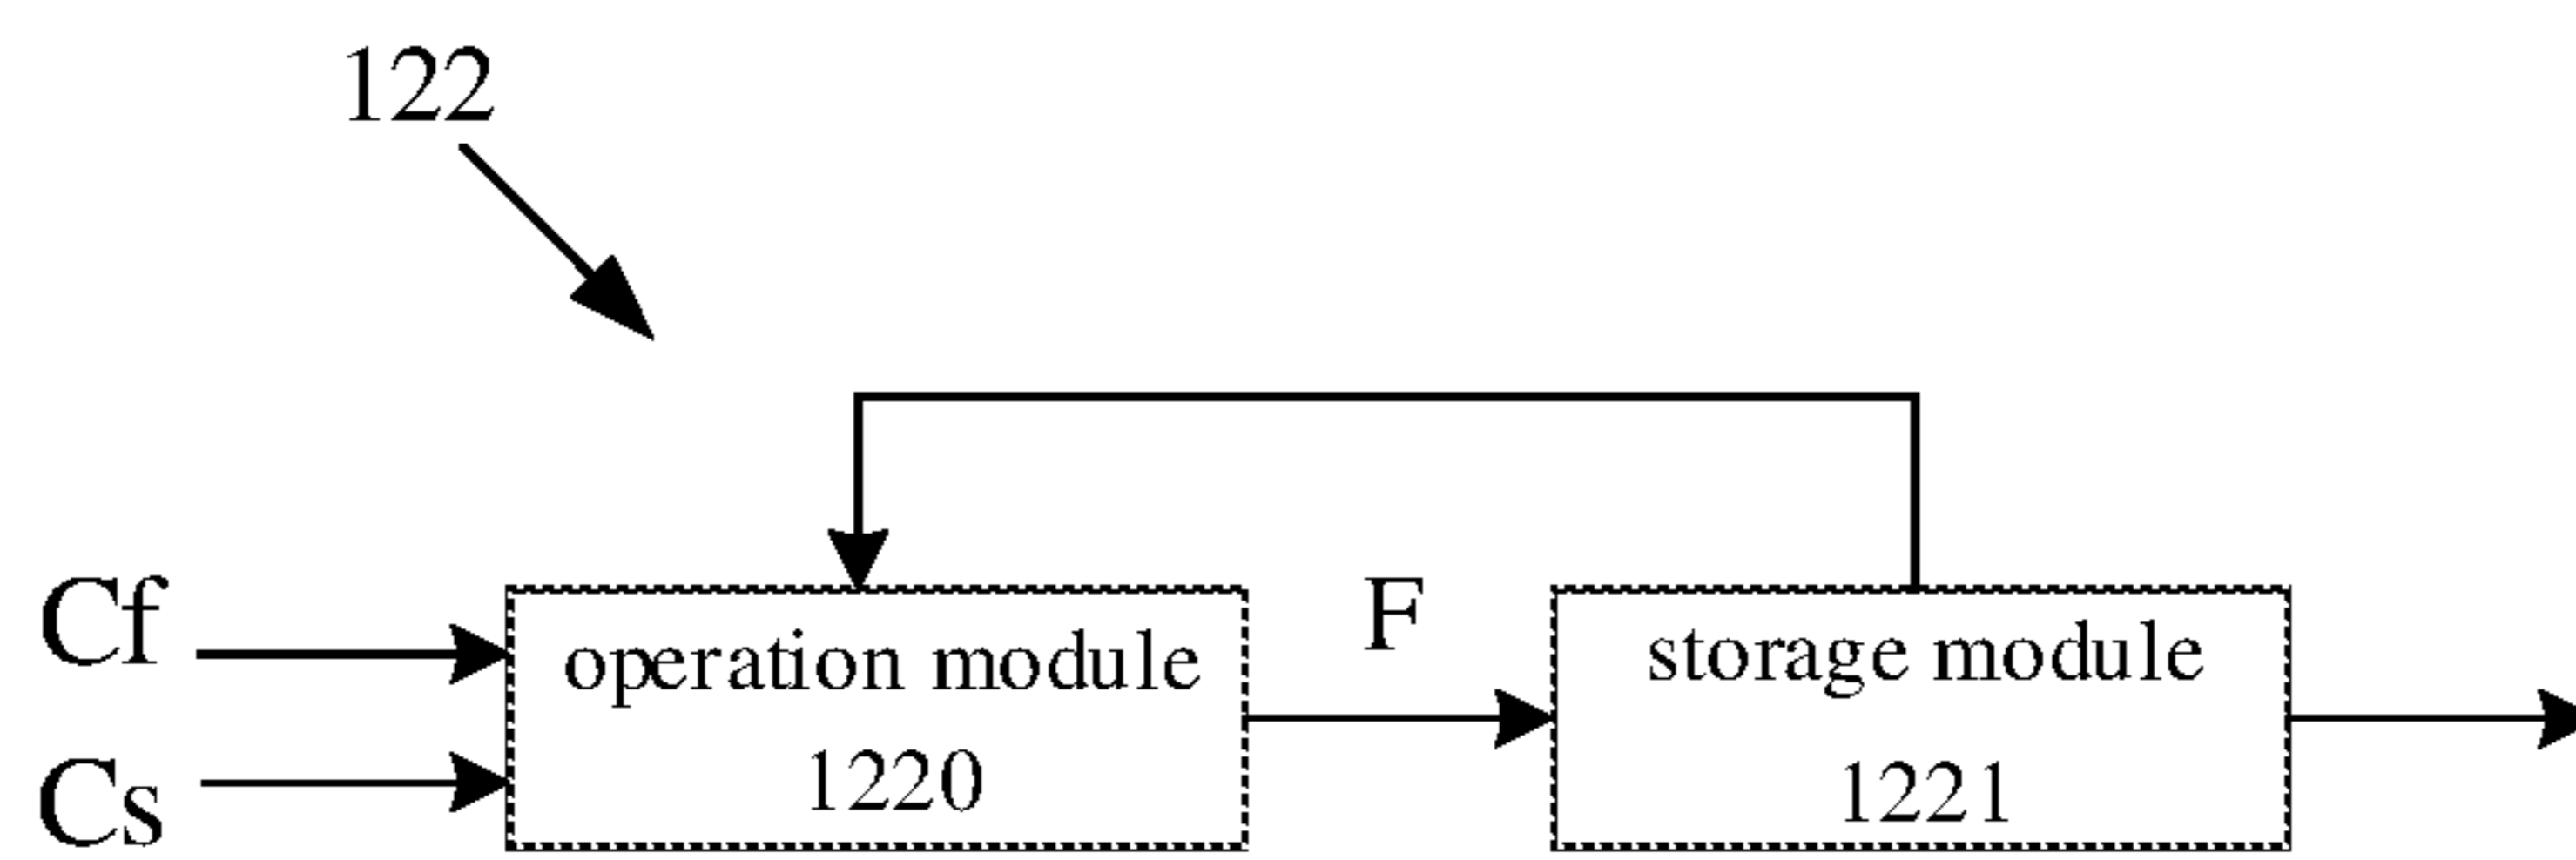 122
Cf
Cs
operation module
1220
F
storage module
1221